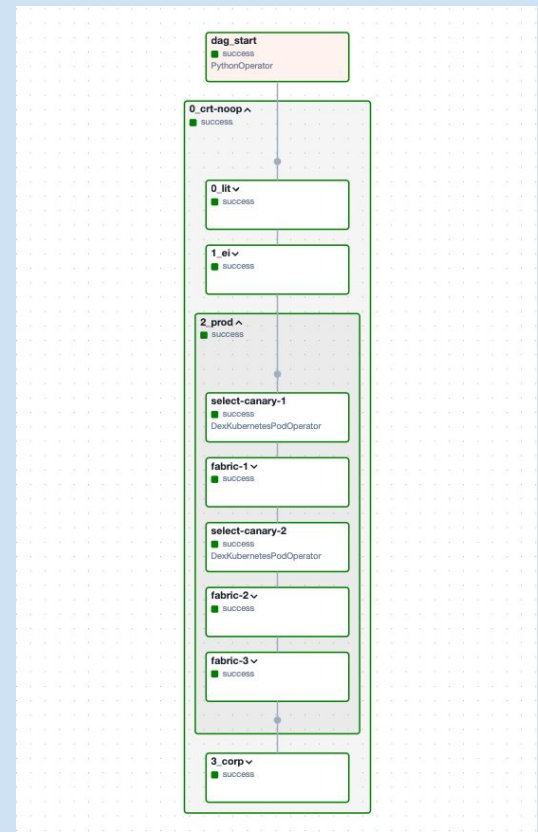 dag_start
success
PythonOperator
0_crt-noop
success
0_lit
success
1_ei
success
2_prod
success
select-canary-1
success
DexKubernetesPodOperator
fabric-1
success
select-canary-2
success
DexKubernetesPodOperator
fabric-2
success
fabric-3
success
3_corp
success